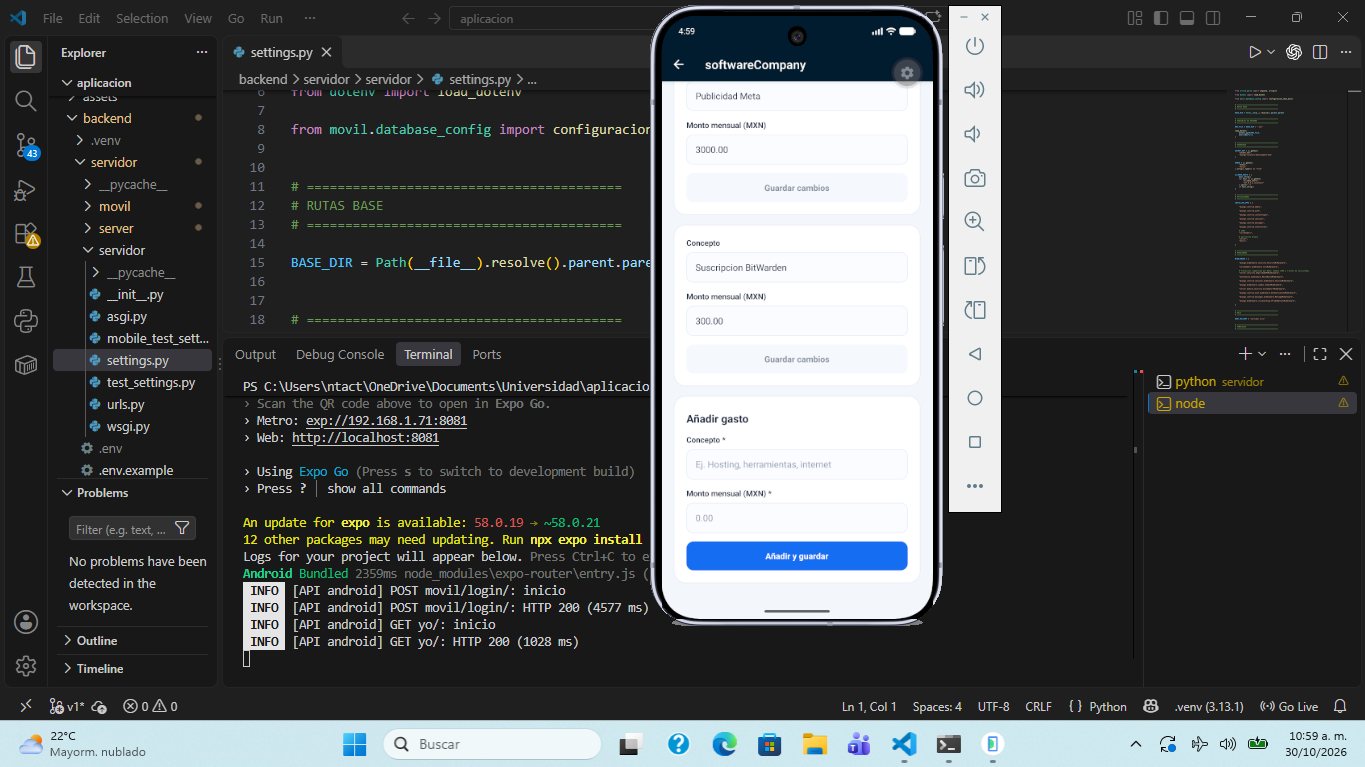 File Edit Selection View Go Run ···
aplicacion
Explorer
aplicacion
assets
backend
.venv
servidor
__pycache__
movil
server
servidor
__pycache__
__init__.py
asgi.py
mobile_test_sett...
settings.py
test_settings.py
urls.py
wsgi.py
.env
.env.example
Problems
Filter (e.g. text, ...
No problems have been
detected in the
workspace.
Outline
Timeline
43
settings.py
backend > servidor > servidor > settings.py > ...
6 from dotenv import load_dotenv
7
8 from movil.database_config import configuracion
9
10
11 # ========================================
12 # RUTAS BASE
13 # ========================================
14
15 BASE_DIR = Path(__file__).resolve().parent.pare
16
17
18 # ========================================
Output Debug Console Terminal Ports
PS C:\Users\ntact\OneDrive\Documents\Universidad\aplicacio
› Scan the QR code above to open in Expo Go.
› Metro: exp://192.168.1.71:8081
› Web: http://localhost:8081
› Using Expo Go (Press s to switch to development build)
› Press ? │ show all commands
An update for expo is available: 58.0.19 → ~58.0.21
12 other packages may need updating. Run npx expo install
Logs for your project will appear below. Press Ctrl+C to e
Android Bundled 2359ms node_modules\expo-router\entry.js (
INFO [API android] POST movil/login/: inicio
INFO [API android] POST movil/login/: HTTP 200 (4577 ms)
INFO [API android] GET yo/: inicio
INFO [API android] GET yo/: HTTP 200 (1028 ms)
python servidor
node
4:59
softwareCompany
Publicidad Meta
Monto mensual (MXN)
3000.00
Guardar cambios
Concepto
Suscripcion BitWarden
Monto mensual (MXN)
300.00
Guardar cambios
Añadir gasto
Concepto *
Ej. Hosting, herramientas, internet
Monto mensual (MXN) *
0.00
Añadir y guardar
v1* 0 0
Ln 1, Col 1 Spaces: 4 UTF-8 CRLF { } Python .venv (3.13.1) Go Live
22°C
Mayorm. nublado
Buscar
10:59 a. m.
30/10/2026